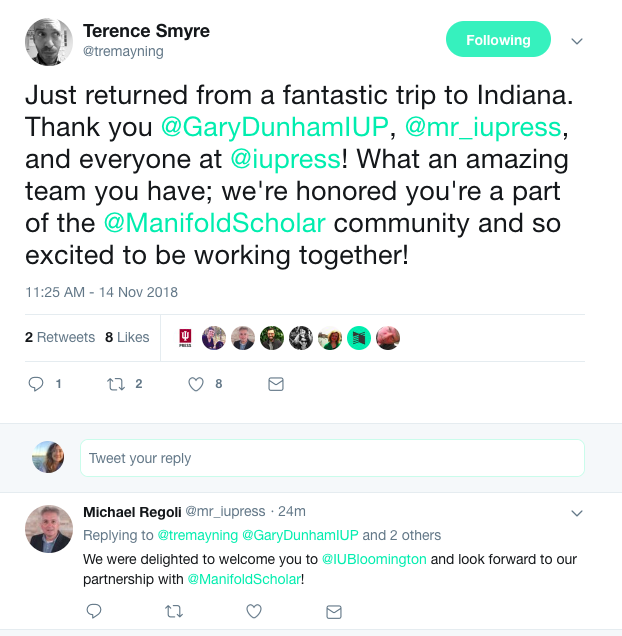 Terence Smyre
@tremayning
Following
Just returned from a fantastic trip to Indiana.
Thank you @GaryDunhamIUP, @mr_iupress,
and everyone at @iupress! What an amazing
team you have; we're honored you're a part
of the @ManifoldScholar community and so
excited to be working together!
11:25 AM - 14 Nov 2018
2 Retweets 8 Likes
PRESS
1 2 8
Tweet your reply
Michael Regoli @mr_iupress · 24m
Replying to @tremayning @GaryDunhamIUP and 2 others
We were delighted to welcome you to @IUBloomington and look forward to our
partnership with @ManifoldScholar!